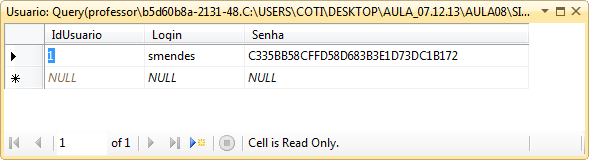 Usuario: Query(professor\b5d60b8a-2131-48.C:\USERS\COTI\DESKTOP\AULA_07.12.13\AULA08\SI...
IdUsuario Login Senha
1 smendes C335BB58CFFD58D683B3E1D73DC1B172
NULL NULL NULL
1 of 1 Cell is Read Only.